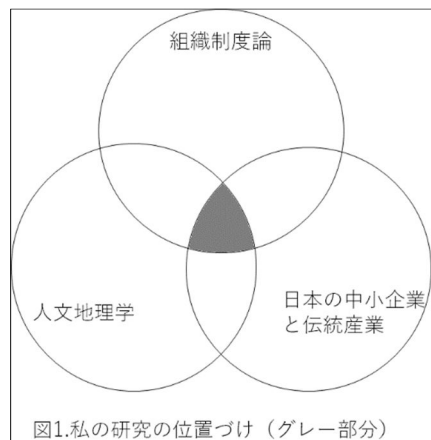 組織制度論
人文地理学
日本の中小企業
と伝統産業
図1.私の研究の位置づけ（グレー部分）